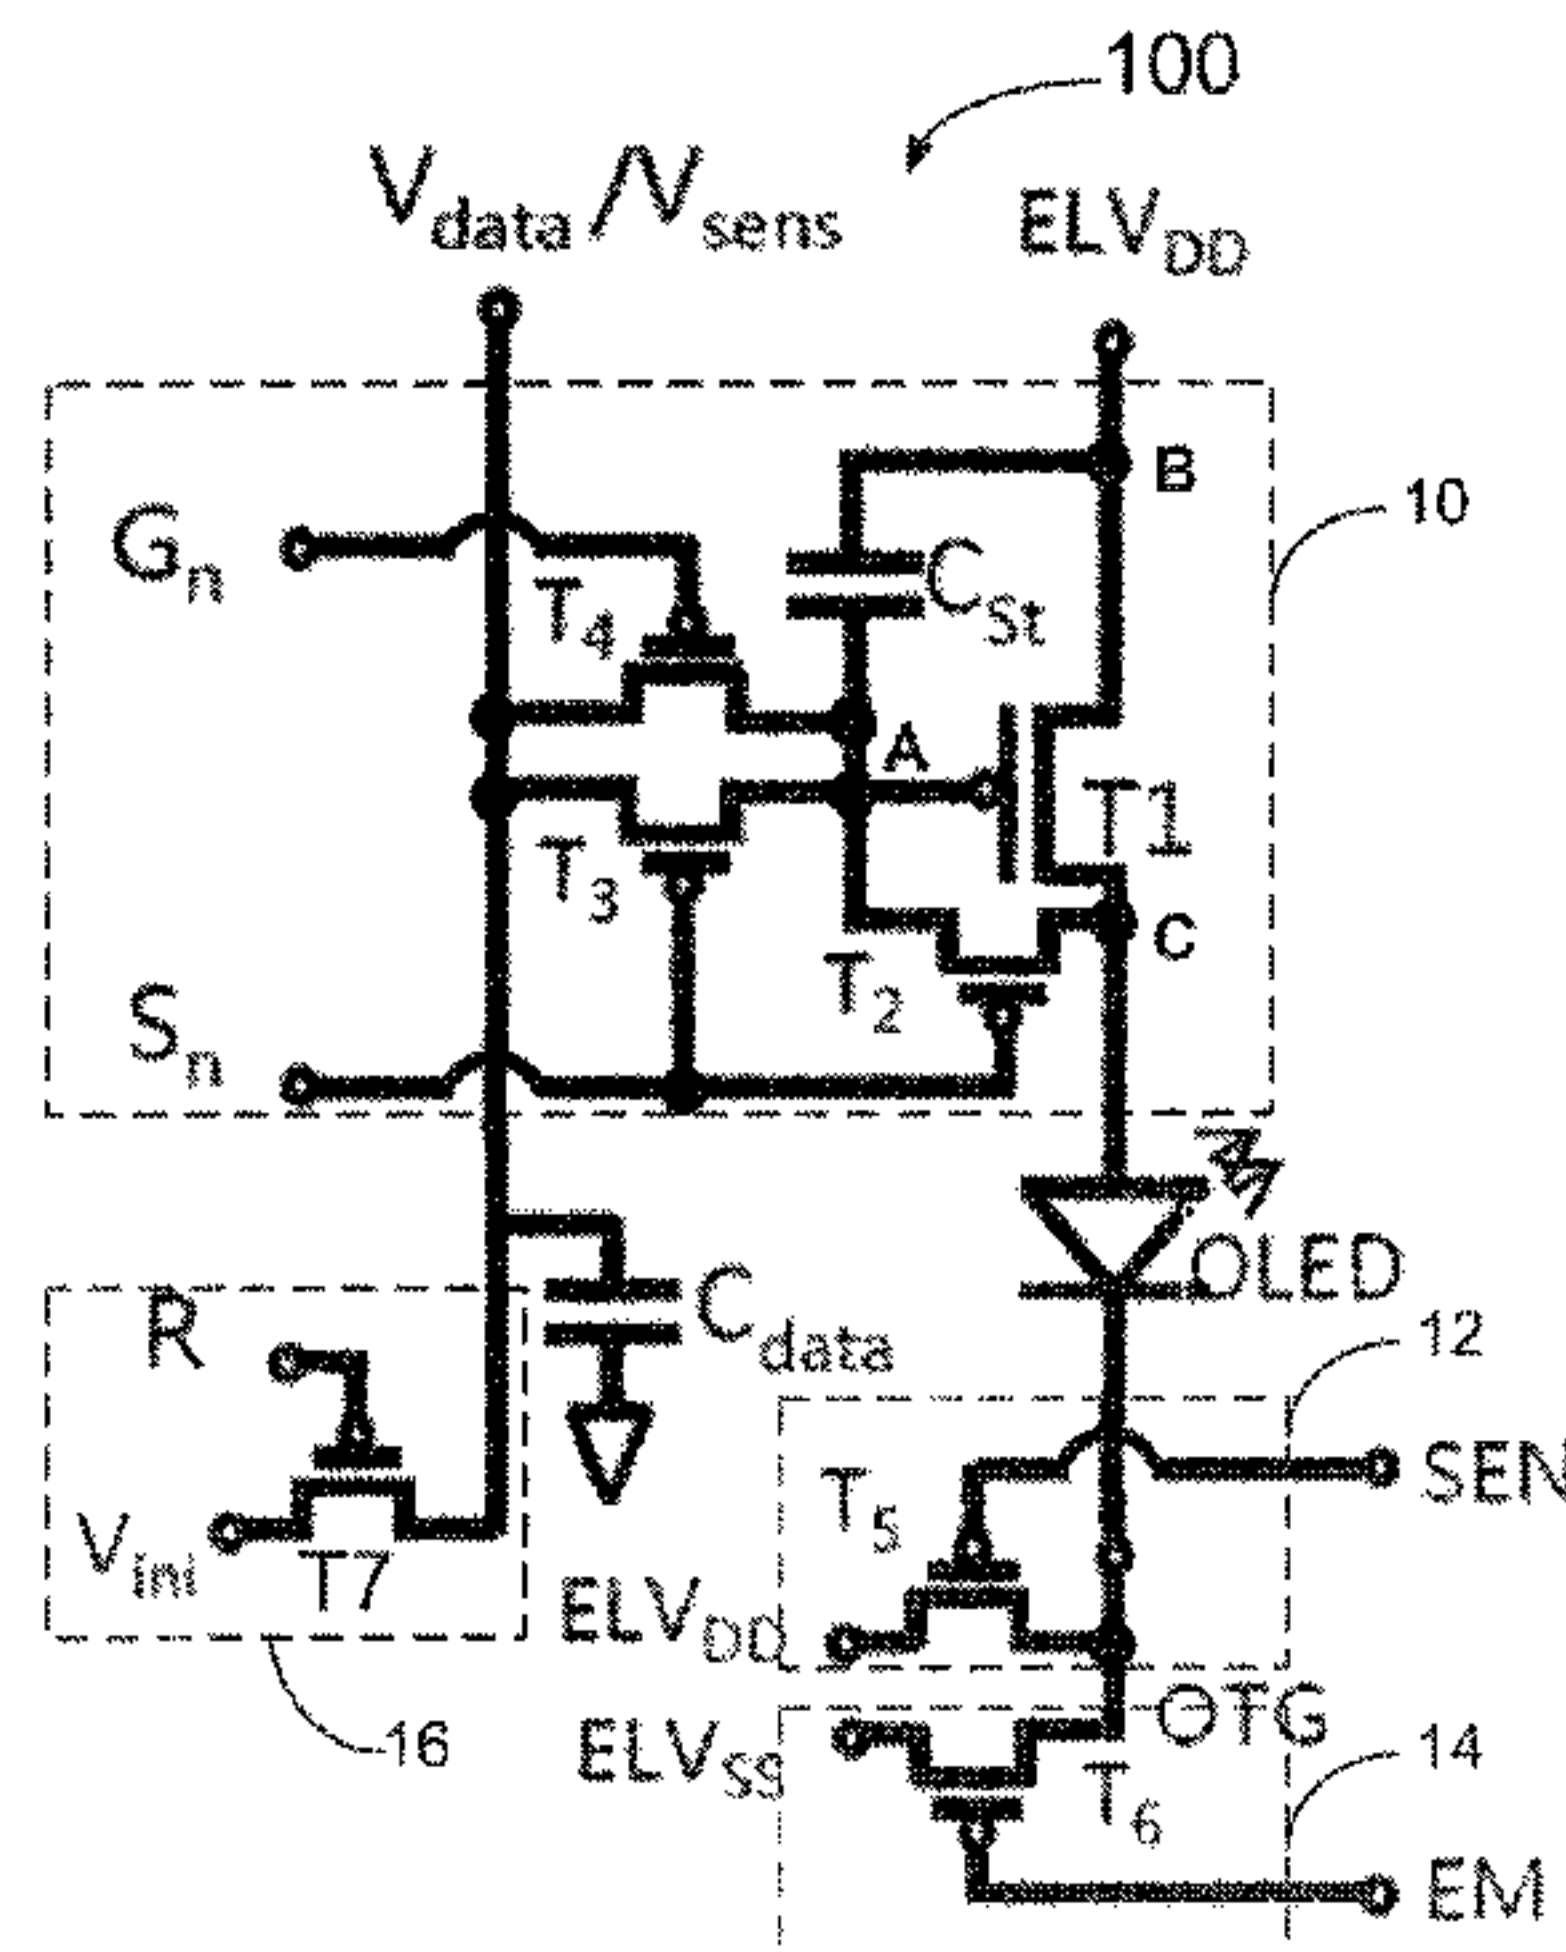 100
Vdata /Vsens
ELVDD
B
10
Gn
T4
CSt
A
T1
T3
C
T2
Sn
OLED
R
Cdata
12
T5
SEN
Vini
T7
ELVDD
OTG
16
ELVSS
14
T6
EM